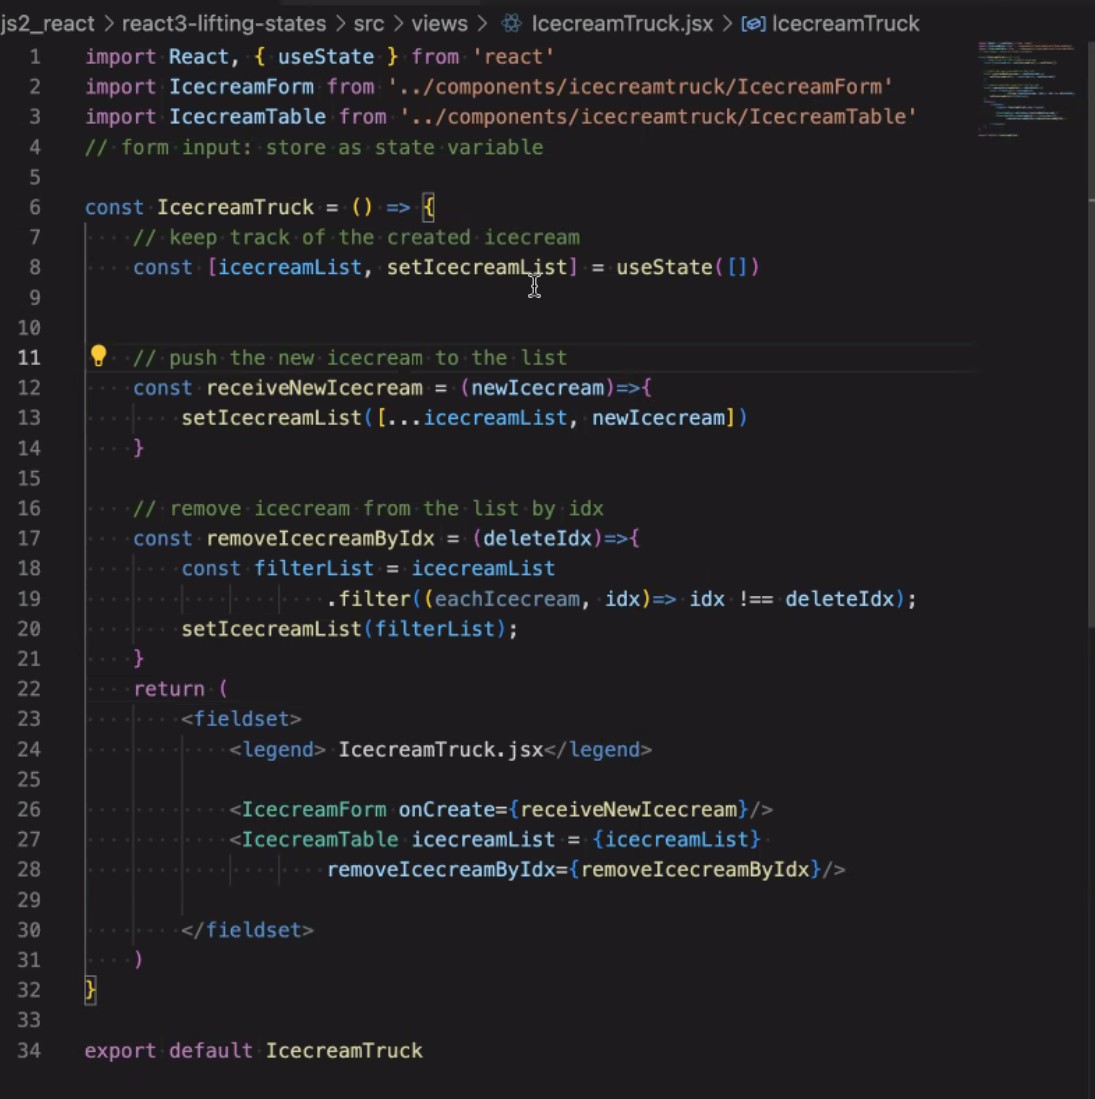 js2_react > react3-lifting-states > src > views > IcecreamTruck.jsx > IcecreamTruck
1 import React, { useState } from 'react'
2 import IcecreamForm from '../components/icecreamtruck/IcecreamForm'
3 import IcecreamTable from '../components/icecreamtruck/IcecreamTable'
4 // form input: store as state variable
5
6 const IcecreamTruck = () => {
7     // keep track of the created icecream
8     const [icecreamList, setIcecreamList] = useState([])
9
10
11     // push the new icecream to the list
12     const receiveNewIcecream = (newIcecream)=>{
13         setIcecreamList([...icecreamList, newIcecream])
14     }
15
16     // remove icecream from the list by idx
17     const removeIcecreamByIdx = (deleteIdx)=>{
18         const filterList = icecreamList
19                     .filter((eachIcecream, idx)=> idx !== deleteIdx);
20         setIcecreamList(filterList);
21     }
22     return (
23         <fieldset>
24             <legend> IcecreamTruck.jsx</legend>
25
26             <IcecreamForm onCreate={receiveNewIcecream}/>
27             <IcecreamTable icecreamList = {icecreamList}
28                     removeIcecreamByIdx={removeIcecreamByIdx}/>
29
30         </fieldset>
31     )
32 }
33
34 export default IcecreamTruck